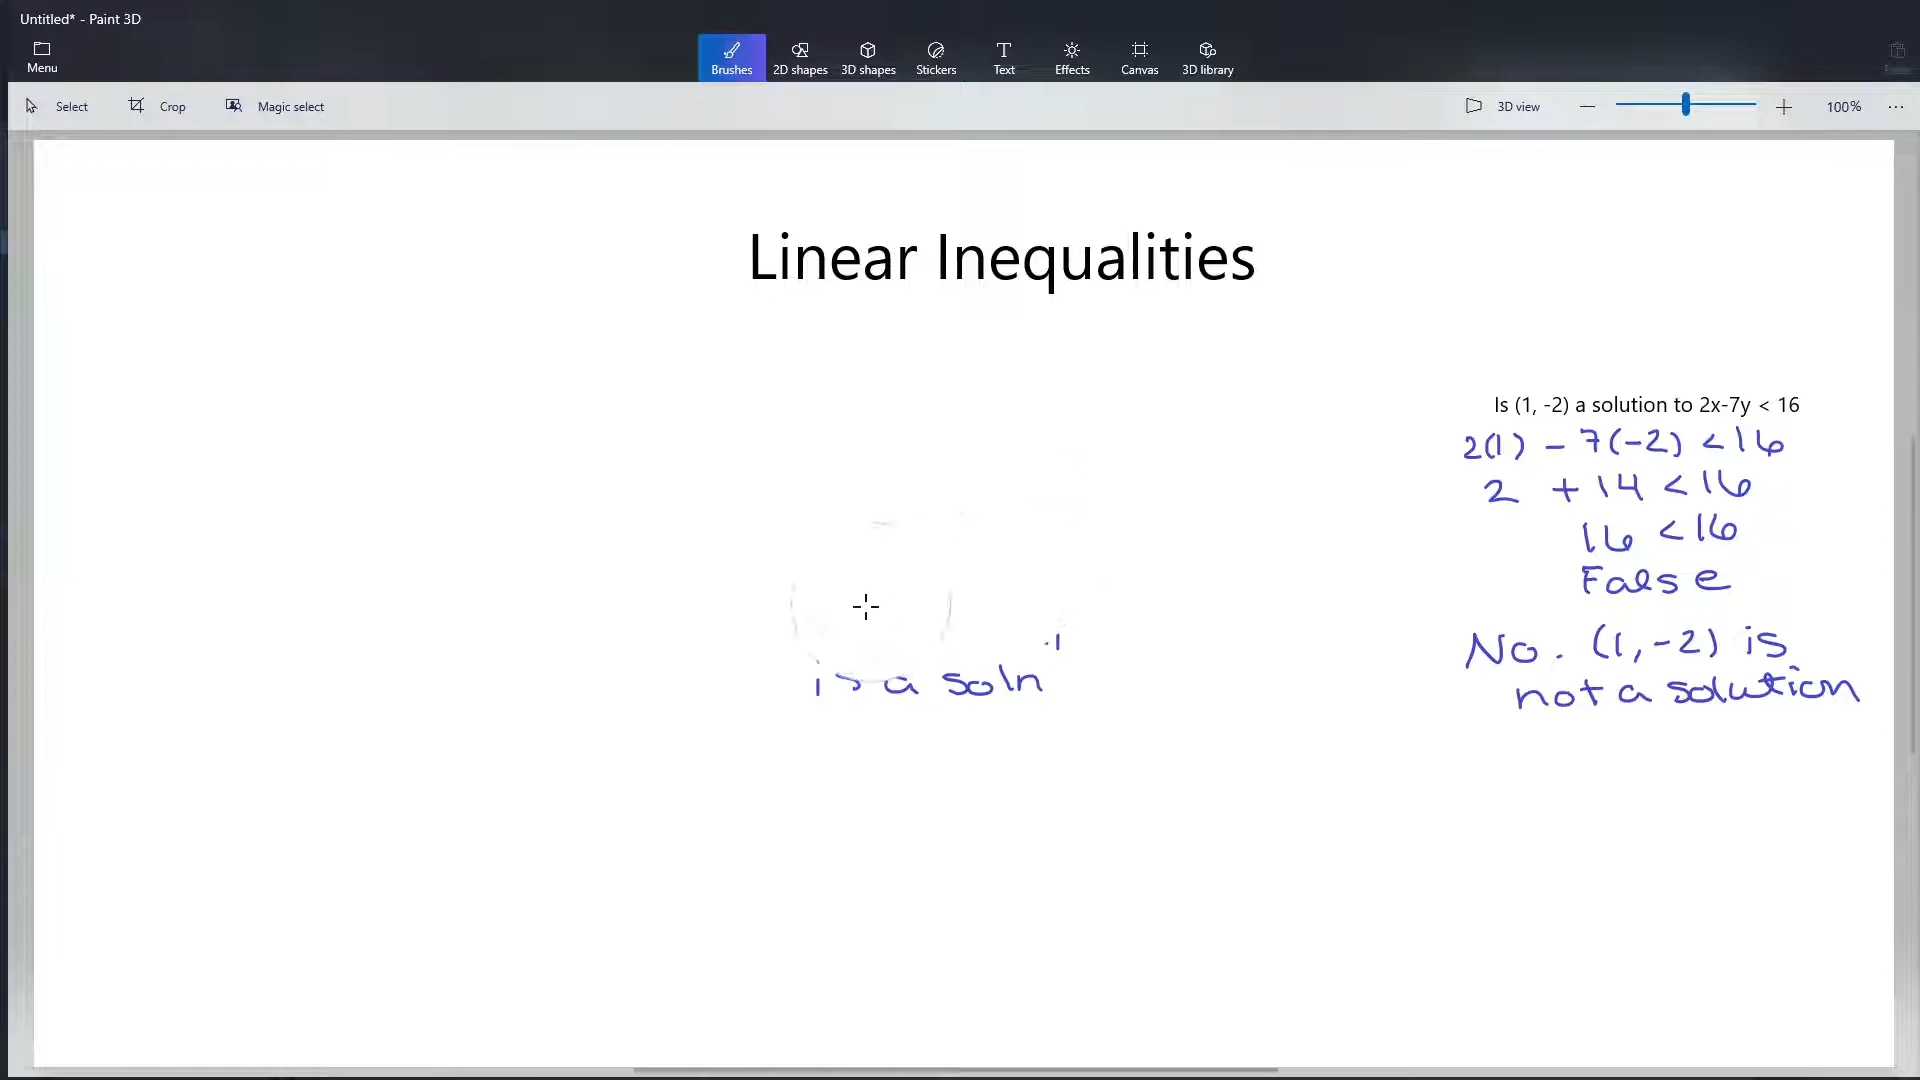 Untitled* - Paint 3D
Menu
Brushes 2D shapes 3D shapes Stickers Text Effects Canvas 3D library
Select Crop Magic select 3D view 100%
Linear Inequalities
is a soln
Is (1, -2) a solution to 2x-7y < 16
2(1) - 7(-2) < 16
2 + 14 < 16
16 < 16
False
No. (1, -2) is
not a solution